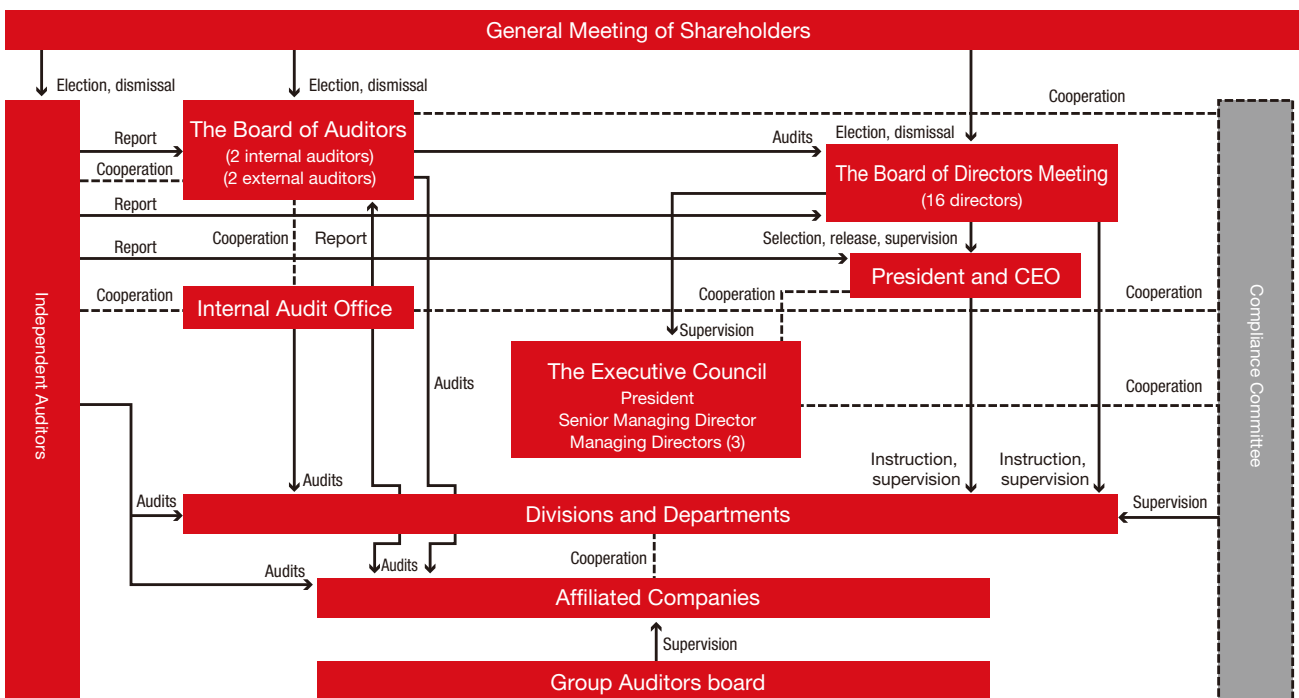 General Meeting of Shareholders
Election, dismissal
Election, dismissal
Cooperation
The Board of Auditors
(2 internal auditors)
(2 external auditors)
Report
Cooperation
Audits
Election, dismissal
The Board of Directors Meeting
(16 directors)
Report
Cooperation
Report
Selection, release, supervision
Report
President and CEO
Cooperation
Internal Audit Office
Cooperation
Cooperation
Independent Auditors
Compliance Committee
Supervision
The Executive Council
President
Senior Managing Director
Managing Directors (3)
Audits
Cooperation
Instruction,
supervision
Instruction,
supervision
Audits
Audits
Divisions and Departments
Supervision
Cooperation
Audits
Audits
Affiliated Companies
Supervision
Group Auditors board